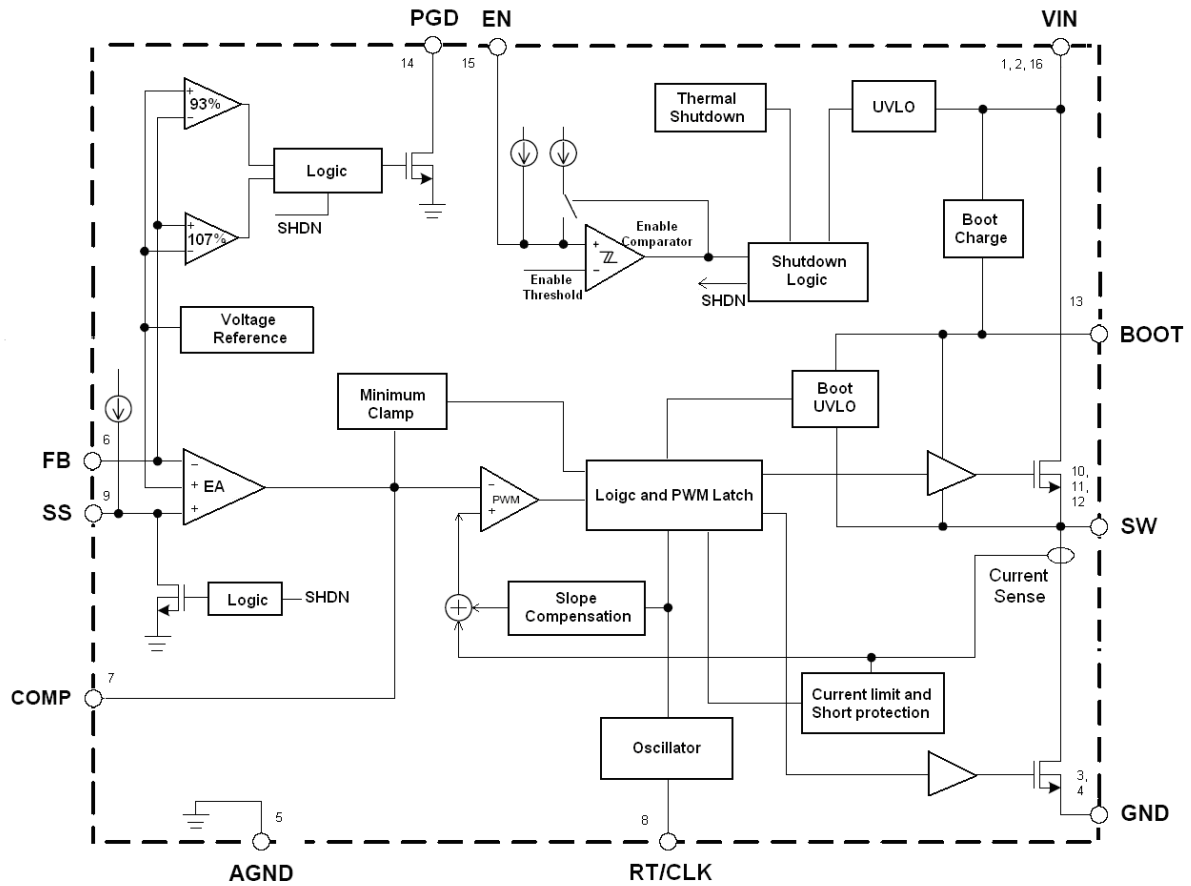 PGD
EN
VIN
14
15
1, 2, 16
+
93%
−
Thermal
Shutdown
UVLO
Logic
SHDN
+
107%
−
Boot
Charge
Enable
Comparator
+
−
Enable
Threshold
Shutdown
Logic
SHDN
13
BOOT
Voltage
Reference
Minimum
Clamp
Boot
UVLO
6
FB
−
+ EA
+
9
SS
−
PWM
+
Loigc and PWM Latch
10,
11,
12
SW
Current
Sense
Logic
SHDN
+
Slope
Compensation
7
COMP
Current limit and
Short protection
Oscillator
3,
4
GND
5
8
AGND
RT/CLK